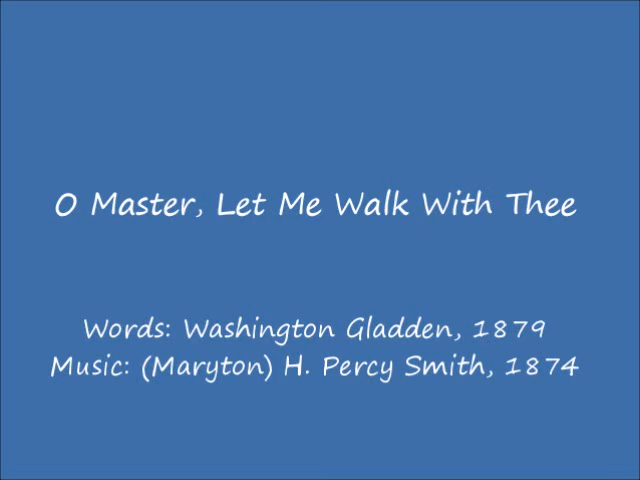 O Master, Let Me Walk With Thee
Words: Washington Gladden, 1879
Music: (Maryton) H. Percy Smith, 1874